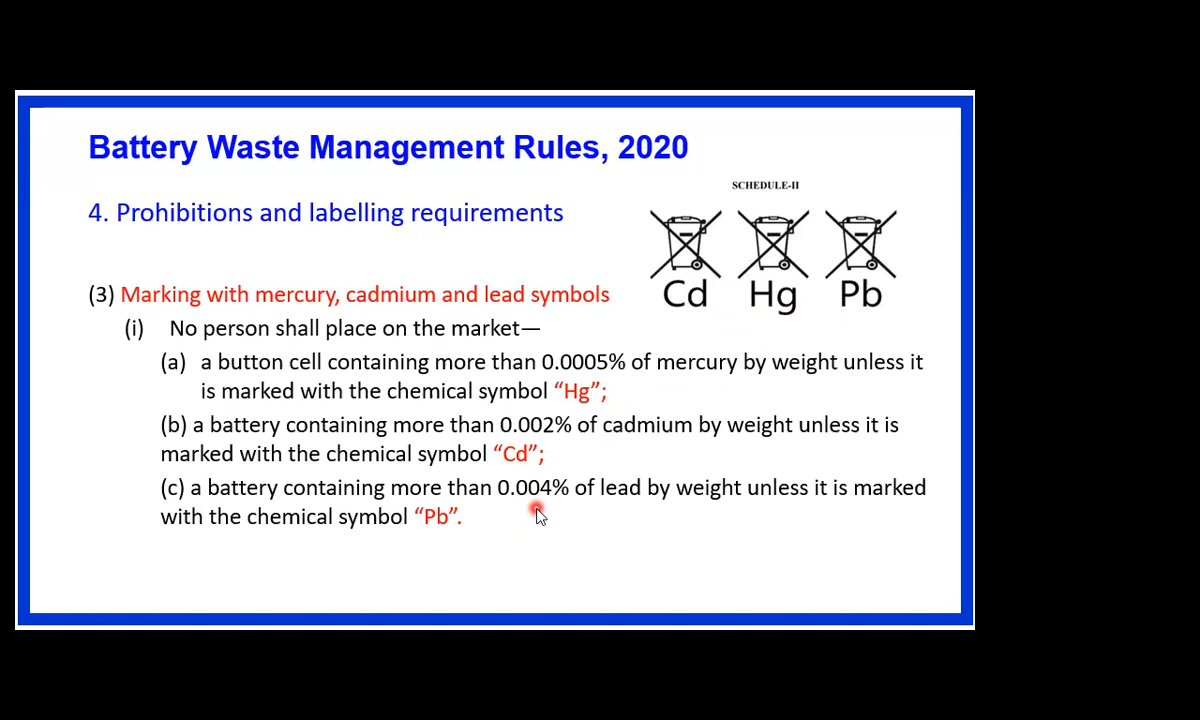 Battery Waste Management Rules, 2020
SCHEDULE-II
4. Prohibitions and labelling requirements
Cd Hg Pb
(3) Marking with mercury, cadmium and lead symbols
(i) No person shall place on the market—
(a) a button cell containing more than 0.0005% of mercury by weight unless it
is marked with the chemical symbol “Hg”;
(b) a battery containing more than 0.002% of cadmium by weight unless it is
marked with the chemical symbol “Cd”;
(c) a battery containing more than 0.004% of lead by weight unless it is marked
with the chemical symbol “Pb”.